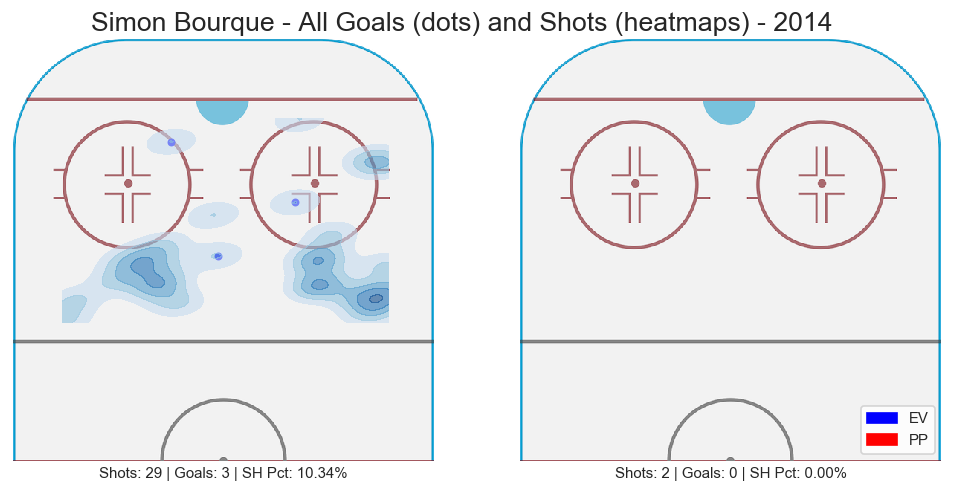 Simon Bourque - All Goals (dots) and Shots (heatmaps) - 2014
EV
PP
Shots: 29 | Goals: 3 | SH Pct: 10.34%
Shots: 2 | Goals: 0 | SH Pct: 0.00%